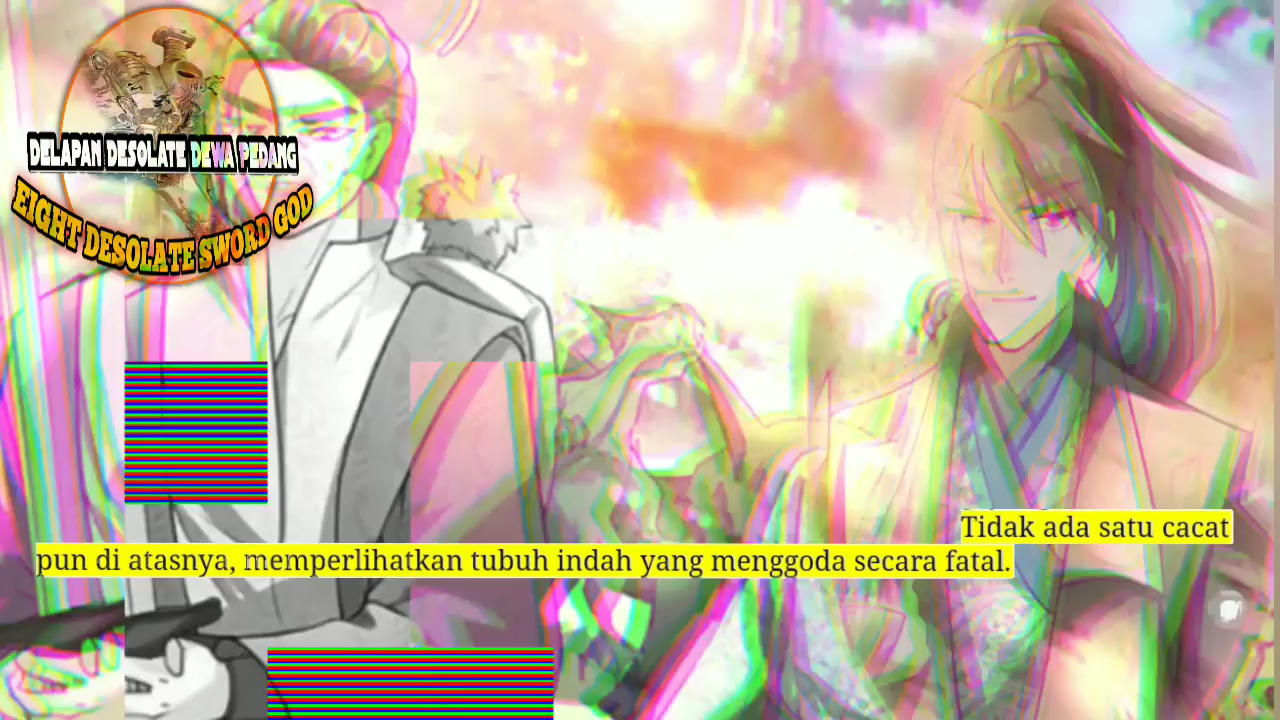 DELAPAN DESOLATE DEWA PEDANG
EIGHT DESOLATE SWORD GOD
Tidak ada satu cacat
pun di atasnya, memperlihatkan tubuh indah yang menggoda secara fatal.